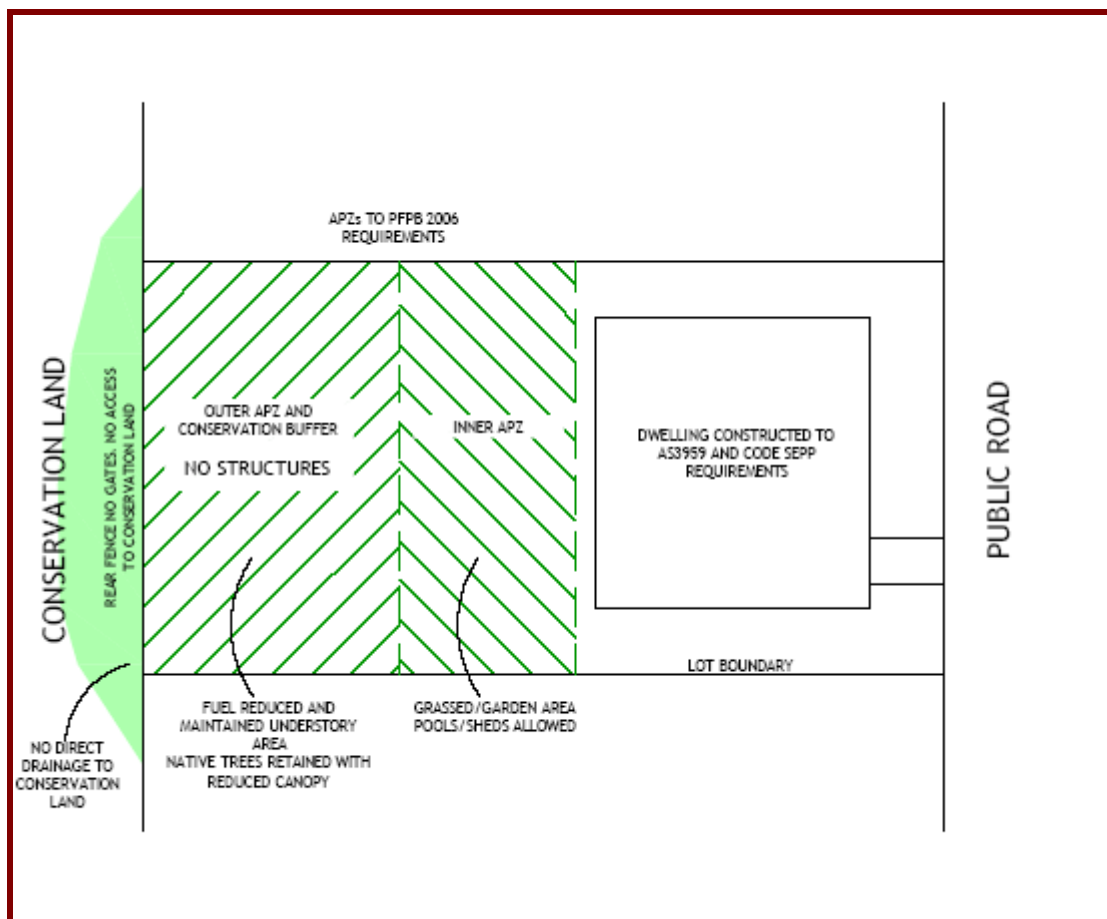 APZs TO PFPB 2006
REQUIREMENTS
CONSERVATION LAND
REAR FENCE NO GATES. NO ACCESS
TO CONSERVATION LAND
OUTER APZ AND
CONSERVATION BUFFER
NO STRUCTURES
INNER APZ
DWELLING CONSTRUCTED TO
AS3959 AND CODE SEPP
REQUIREMENTS
PUBLIC ROAD
LOT BOUNDARY
FUEL REDUCED AND
MAINTAINED UNDERSTORY
AREA
NATIVE TREES RETAINED WITH
REDUCED CANOPY
GRASSED/GARDEN AREA
POOLS/SHEDS ALLOWED
NO DIRECT
DRAINAGE TO
CONSERVATION
LAND